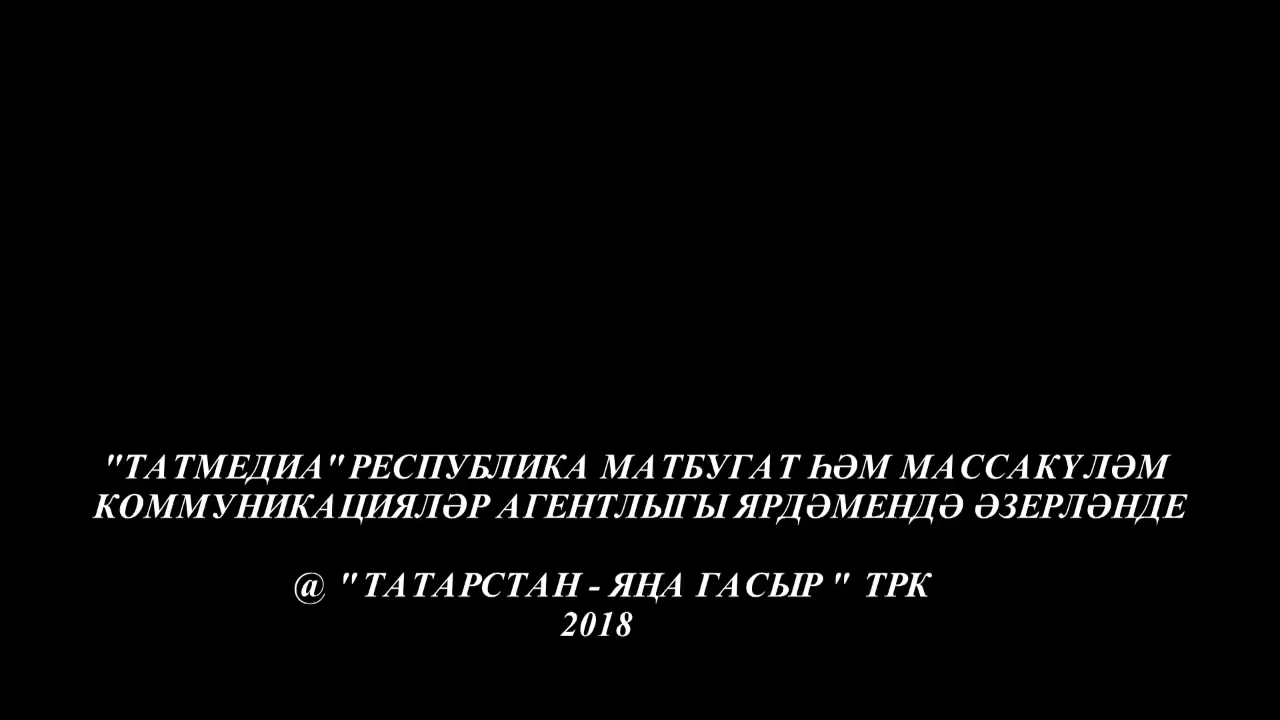 "ТАТМЕДИА" РЕСПУБЛИКА МАТБУГАТ ҺӘМ МАССАКҮЛӘМ
КОММУНИКАЦИЯЛӘР АГЕНТЛЫГЫ ЯРДӘМЕНДӘ ӘЗЕРЛӘНДЕ
@ "ТАТАРСТАН - ЯҢА ГАСЫР " ТРК
2018